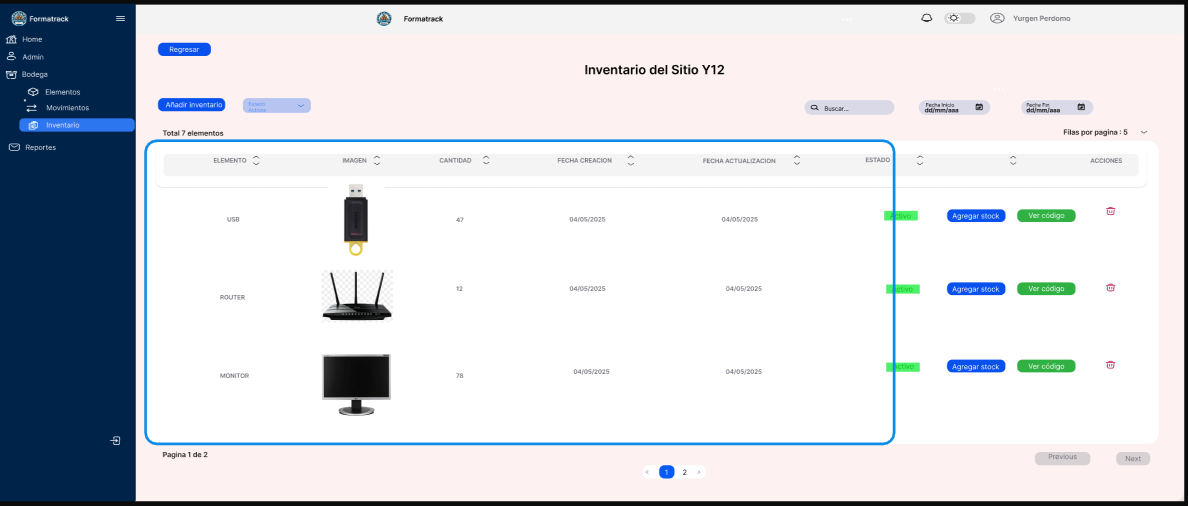 Formatrack
Formatrack
Yurgen Perdomo
Home
Admin
Bodega
Elementos
Movimientos
Inventario
Reportes
Regresar
Inventario del Sitio Y12
Añadir inventario
Buscar...
Fecha Inicio
dd/mm/aaa
Fecha Fin
dd/mm/aaa
Total 7 elementos
Filas por pagina : 5
ELEMENTO IMAGEN CANTIDAD FECHA CREACION FECHA ACTUALIZACION ESTADO ACCIONES
USB 47 04/05/2025 04/05/2025 Activo Agregar stock Ver código
ROUTER 12 04/05/2025 04/05/2025 Activo Agregar stock Ver código
MONITOR 78 04/05/2025 04/05/2025 Activo Agregar stock Ver código
Pagina 1 de 2
< 1 2 >
Previous Next